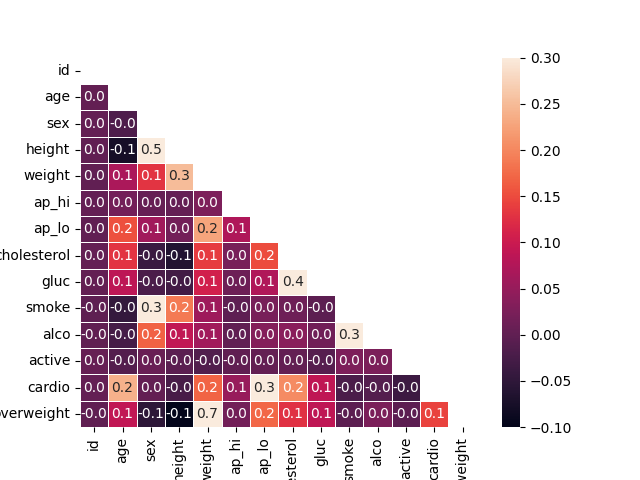 id
age 0.0
sex 0.0 -0.0
height 0.0 -0.1 0.5
weight 0.0 0.1 0.1 0.3
ap_hi 0.0 0.0 0.0 0.0 0.0
ap_lo 0.0 0.2 0.1 0.0 0.2 0.1
cholesterol 0.0 0.1 -0.0 -0.1 0.1 0.0 0.2
gluc 0.0 0.1 -0.0 -0.0 0.1 0.0 0.1 0.4
smoke -0.0 -0.0 0.3 0.2 0.1 -0.0 0.0 0.0 -0.0
alco -0.0 -0.0 0.2 0.1 0.1 0.0 0.0 0.0 0.0 0.3
active 0.0 -0.0 0.0 -0.0 -0.0 -0.0 0.0 0.0 -0.0 0.0 0.0
cardio 0.0 0.2 0.0 -0.0 0.2 0.1 0.3 0.2 0.1 -0.0 -0.0 -0.0
overweight -0.0 0.1 -0.1 -0.1 0.7 0.0 0.2 0.1 0.1 -0.0 0.0 -0.0 0.1
id
age
sex
height
weight
ap_hi
ap_lo
esterol
gluc
smoke
alco
active
cardio
weight
0.30
0.25
0.20
0.15
0.10
0.05
0.00
−0.05
−0.10